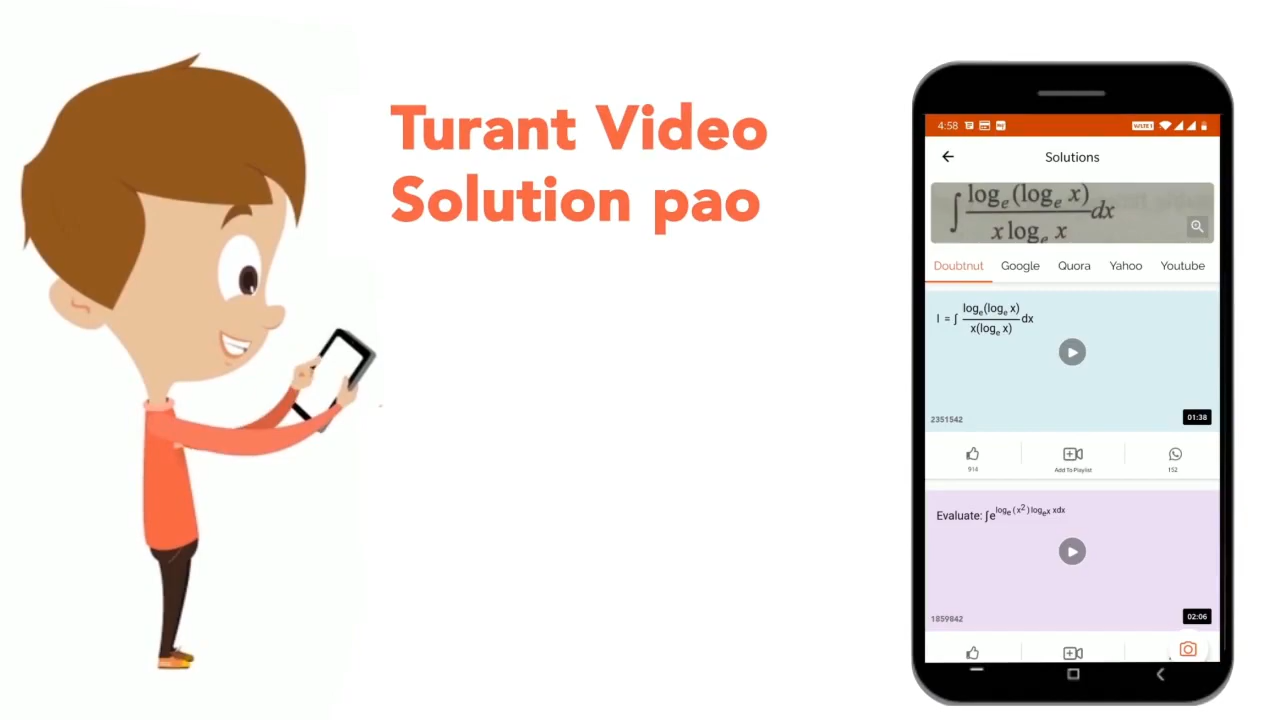 Turant Video
Solution pao
4:58
VoLTE1
Solutions
∫ logₑ(logₑ x) / x logₑ x dx
Doubtnut Google Quora Yahoo Youtube
I = ∫ logₑ(logₑ x) / x(logₑ x) dx
2351542 01:38
914 Add To Playlist 152
Evaluate: ∫e^logₑ(x²)logₑx xdx
1859842 02:06